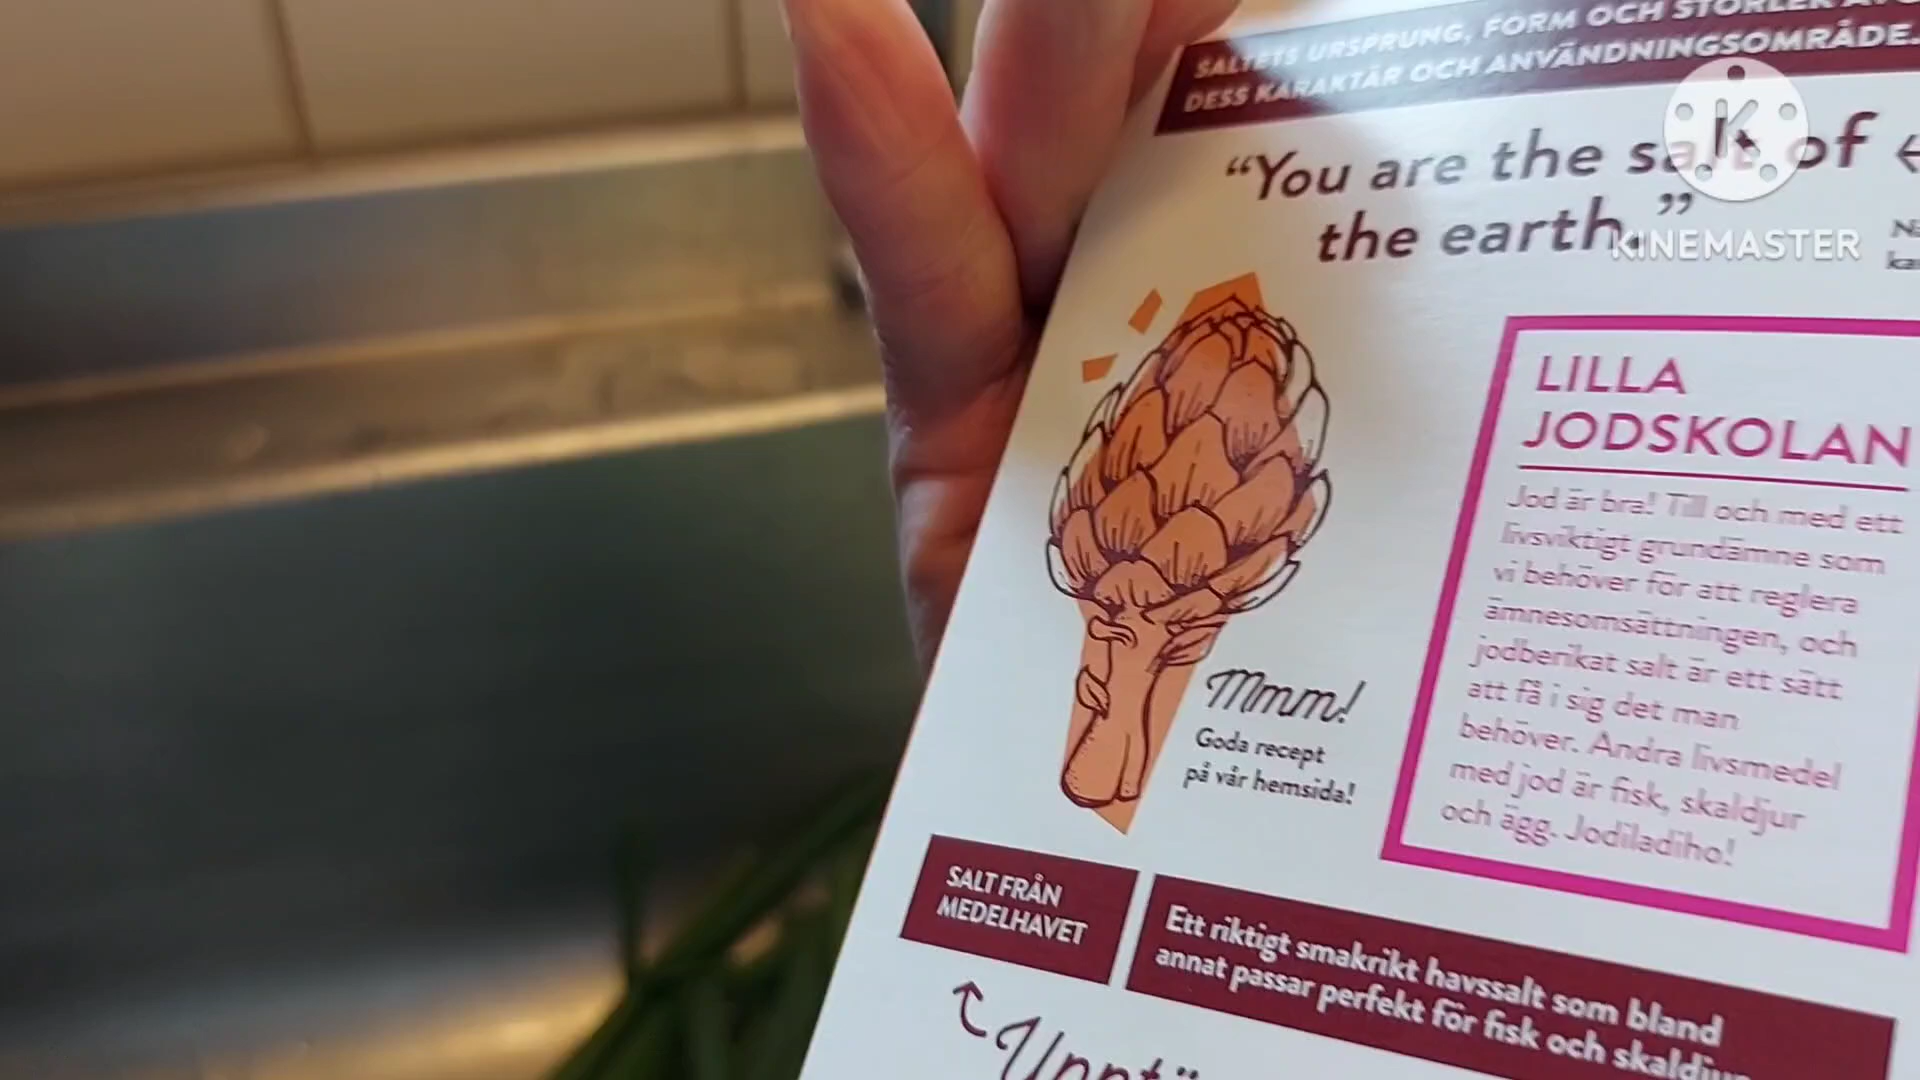 SALTETS URSPRUNG, FORM OCH STORLEK
DESS KARAKTÄR OCH ANVÄNDNINGSOMRÅDE.
“You are the salt of
the earth.”
KINEMASTER
LILLA
JODSKOLAN
Jod är bra! Till och med ett
livsviktigt grundämne som
vi behöver för att reglera
ämnesomsättningen, och
jodberikat salt är ett sätt
att få i sig det man
behöver. Andra livsmedel
med jod är fisk, skaldjur
och ägg. Jodiladiho!
Mmm!
Goda recept
på vår hemsida!
SALT FRÅN
MEDELHAVET
Ett riktigt smakrikt havssalt som bland
annat passar perfekt för fisk och skaldjur